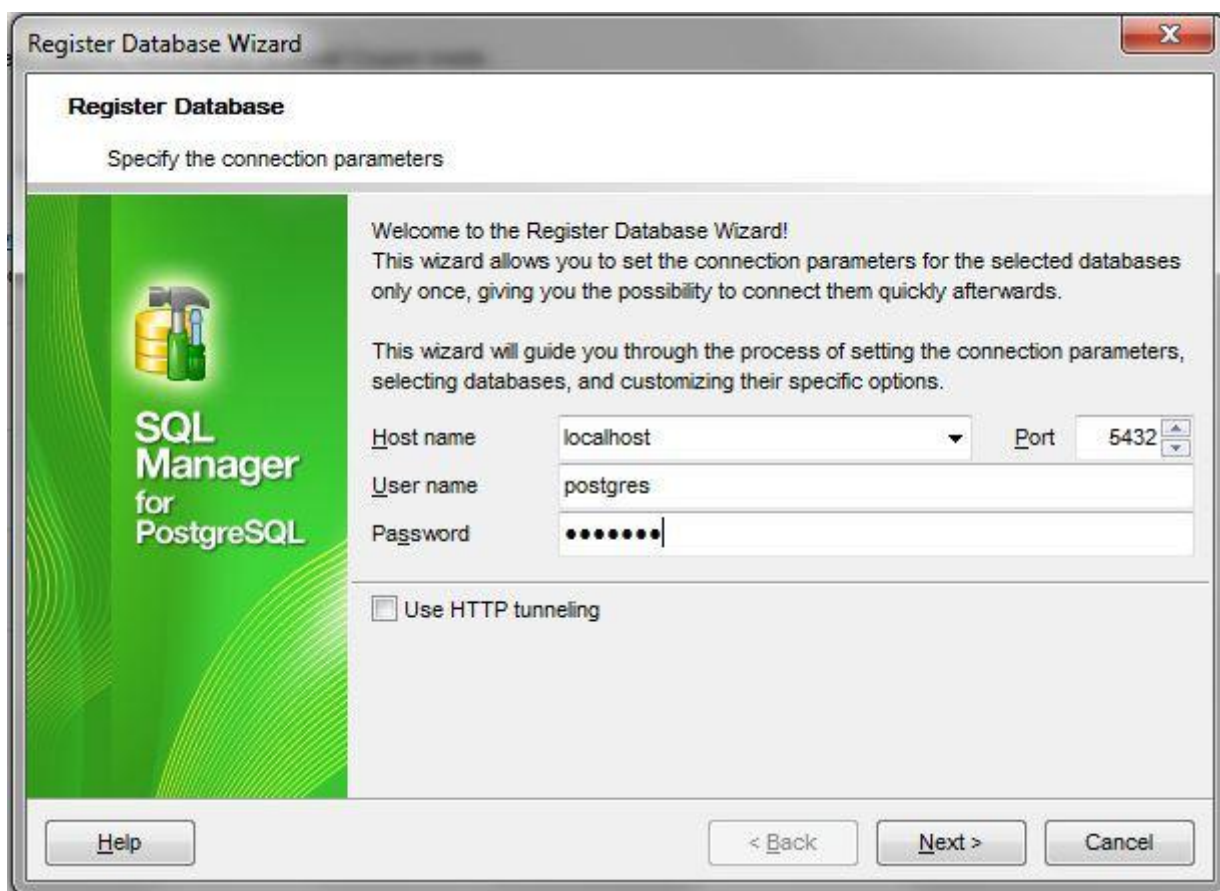 Register Database Wizard
Register Database
Specify the connection parameters
SQL
Manager
for
PostgreSQL
Welcome to the Register Database Wizard!
This wizard allows you to set the connection parameters for the selected databases
only once, giving you the possibility to connect them quickly afterwards.
This wizard will guide you through the process of setting the connection parameters,
selecting databases, and customizing their specific options.
Host name localhost Port 5432
User name postgres
Password •••••••
Use HTTP tunneling
Help < Back Next > Cancel